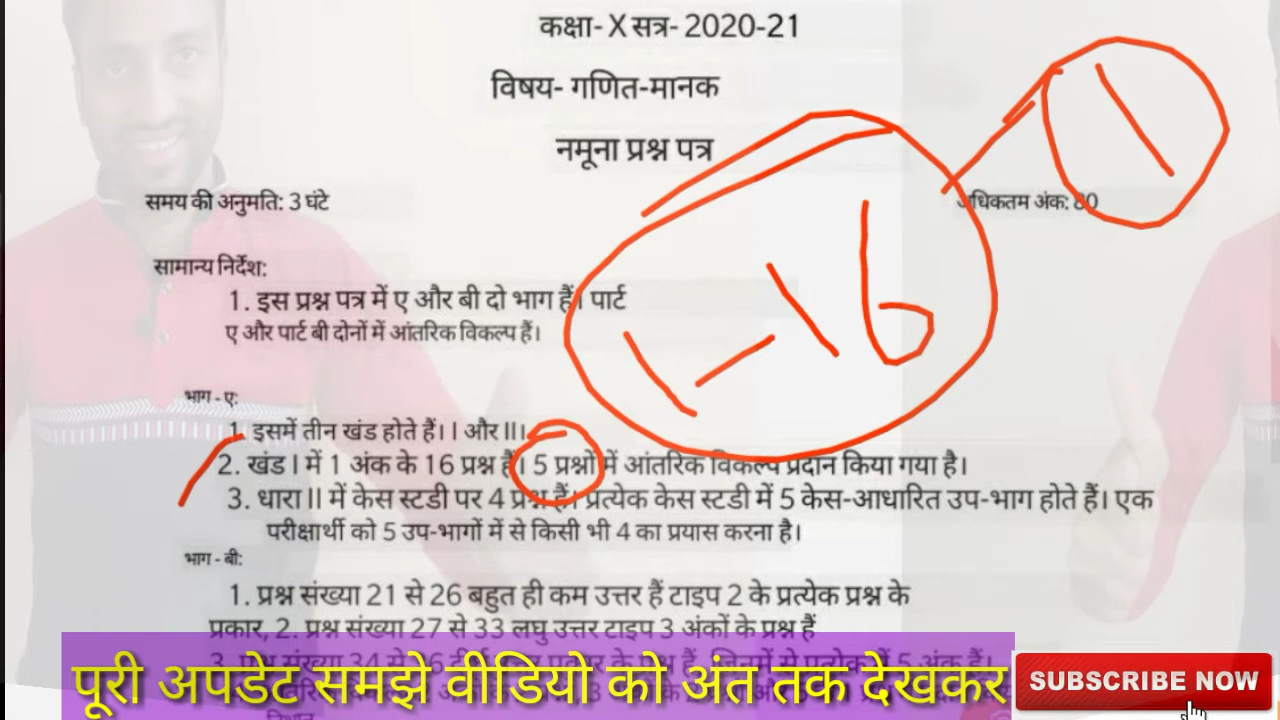 कक्षा- X सत्र- 2020-21
विषय- गणित-मानक
नमूना प्रश्न पत्र
समय की अनुमति: 3 घंटे
अधिकतम अंक: 80
1
1-16
सामान्य निर्देश:
1. इस प्रश्न पत्र में ए और बी दो भाग हैं। पार्ट
ए और पार्ट बी दोनों में आंतरिक विकल्प हैं।
भाग - ए:
1. इसमें तीन खंड होते हैं। I और II।
2. खंड I में 1 अंक के 16 प्रश्न हैं। 5 प्रश्नों में आंतरिक विकल्प प्रदान किया गया है।
3. धारा II में केस स्टडी पर 4 प्रश्न हैं। प्रत्येक केस स्टडी में 5 केस-आधारित उप-भाग होते हैं। एक
परीक्षार्थी को 5 उप-भागों में से किसी भी 4 का प्रयास करना है।
भाग - बी:
1. प्रश्न संख्या 21 से 26 बहुत ही कम उत्तर हैं टाइप 2 के प्रत्येक प्रश्न के
प्रकार, 2. प्रश्न संख्या 27 से 33 लघु उत्तर टाइप 3 अंकों के प्रश्न हैं
पूरी अपडेट समझे वीडियो को अंत तक देखकर
SUBSCRIBE NOW